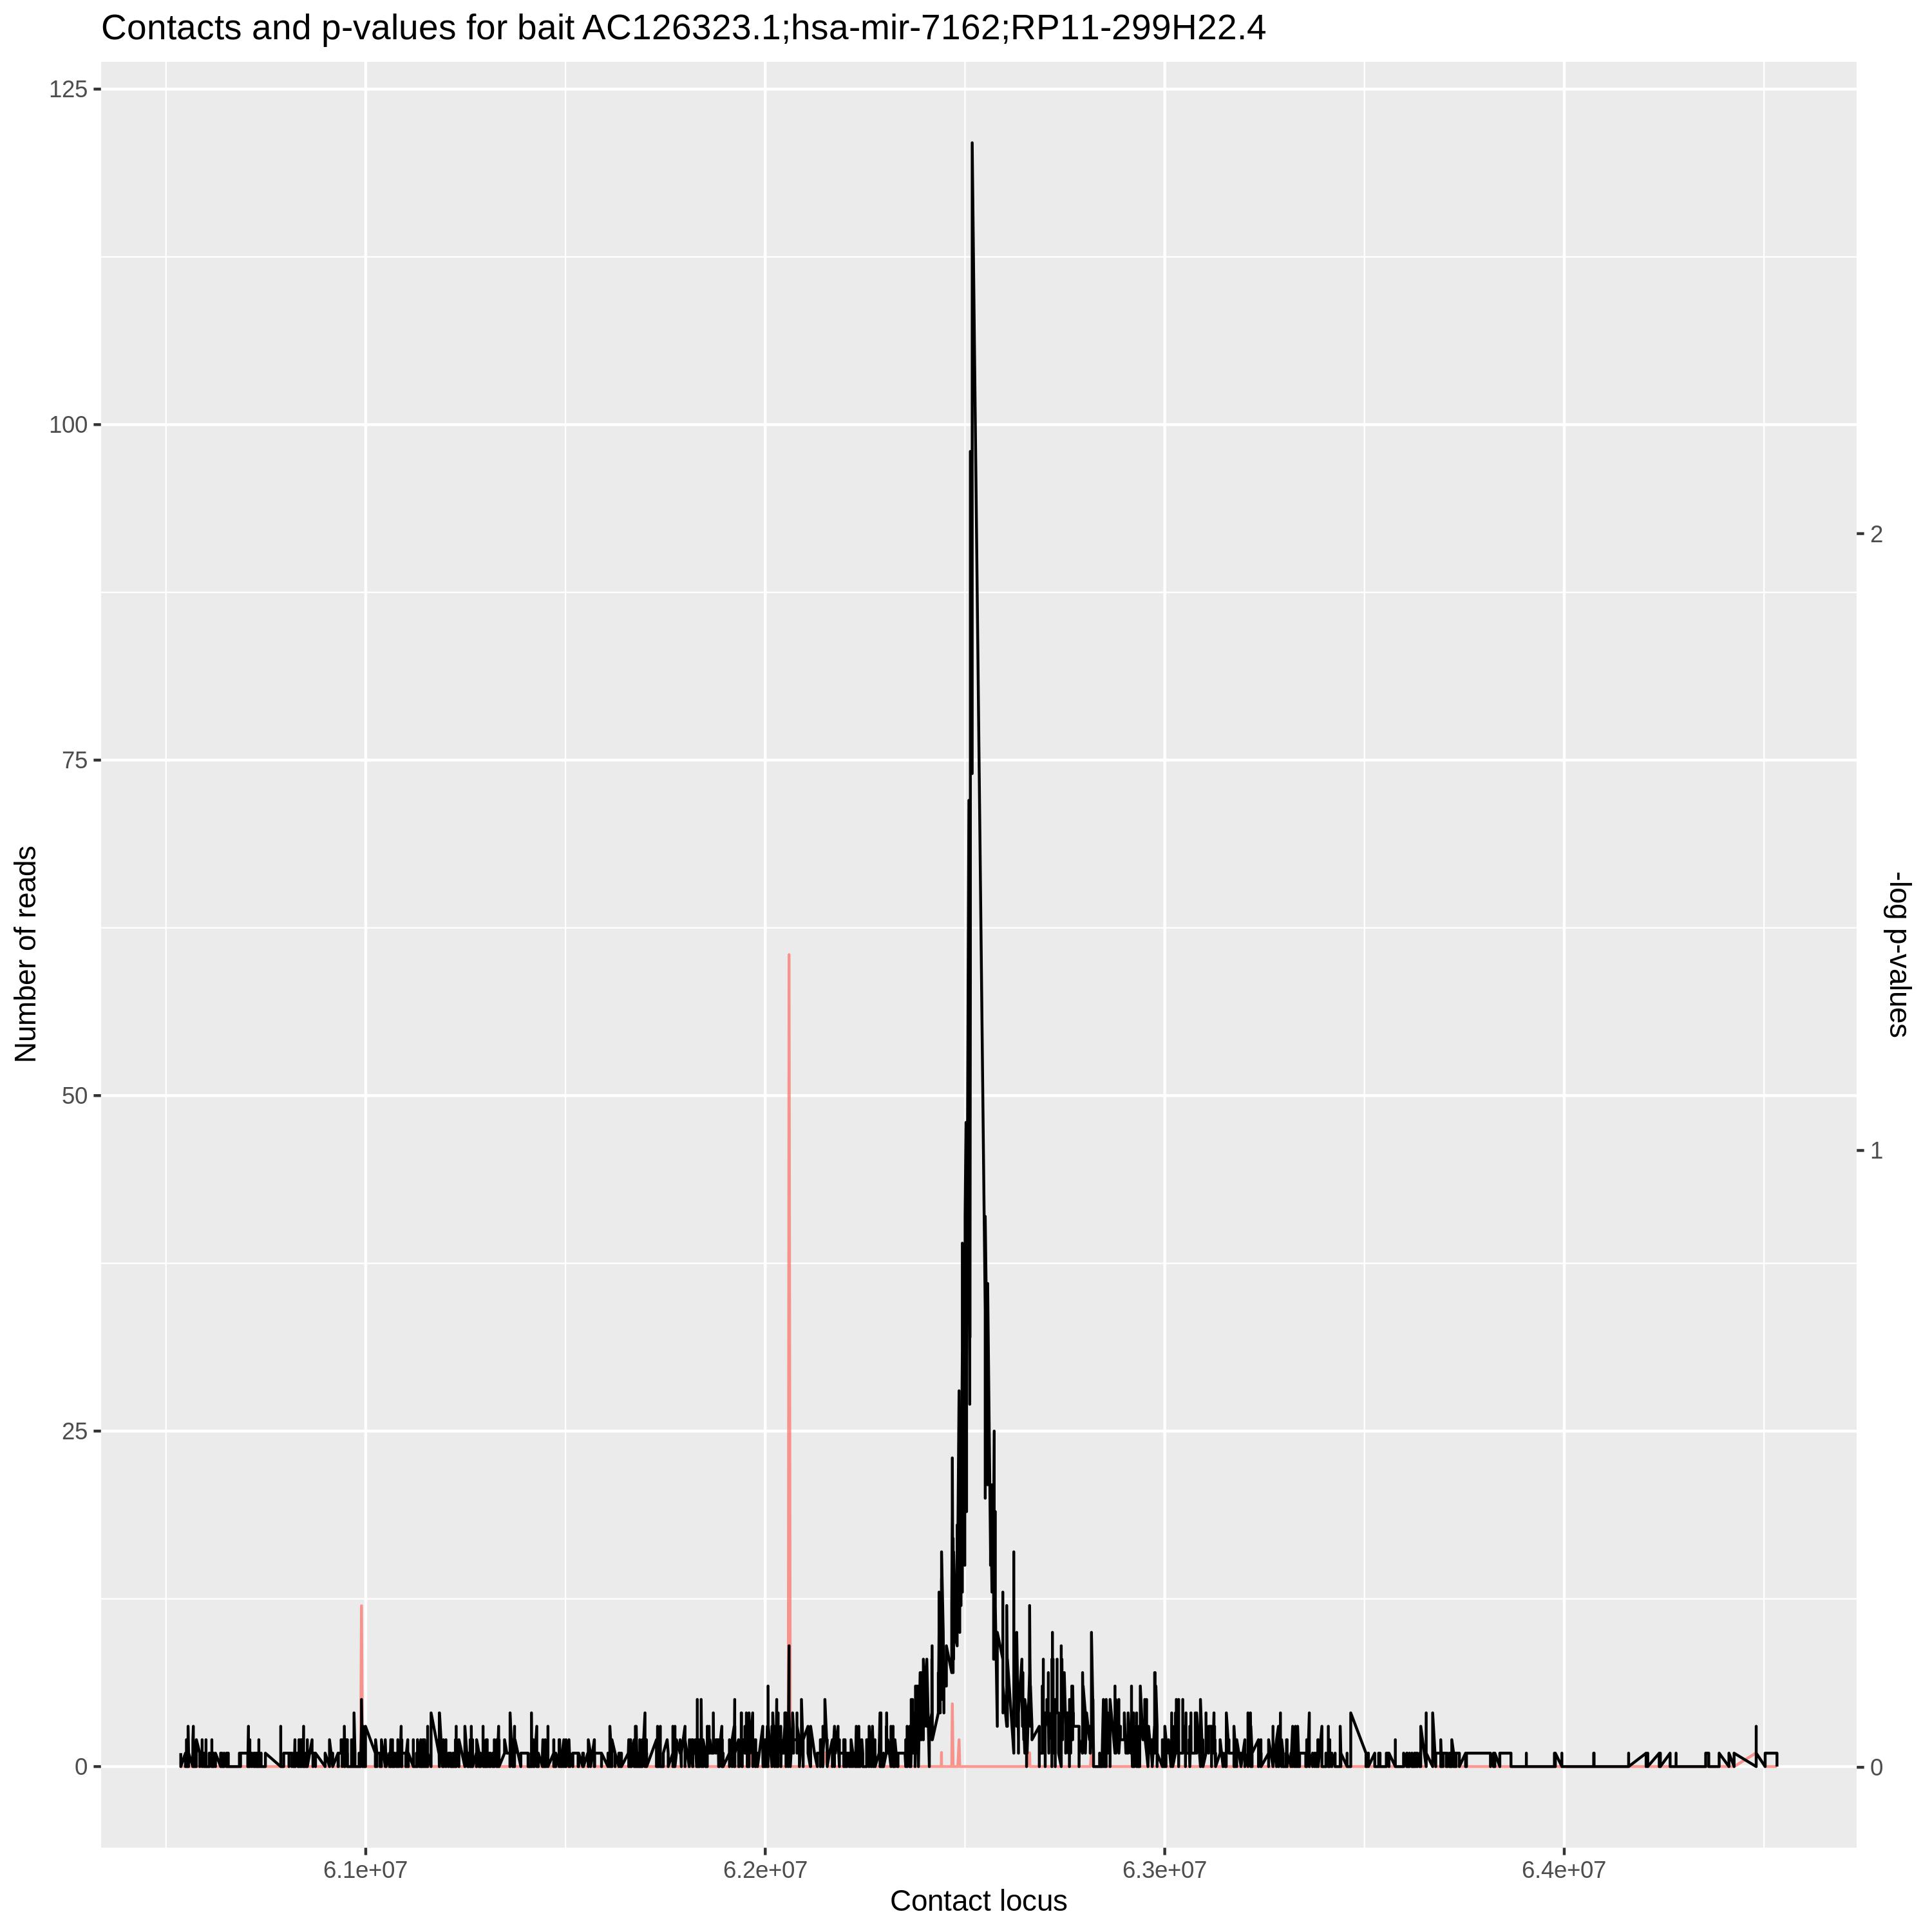 Contacts and p-values for bait AC126323.1;hsa-mir-7162;RP11-299H22.4
125
100
75
50
25
0
Number of reads
2
1
0
-log p-values
6.1e+07
6.2e+07
6.3e+07
6.4e+07
Contact locus